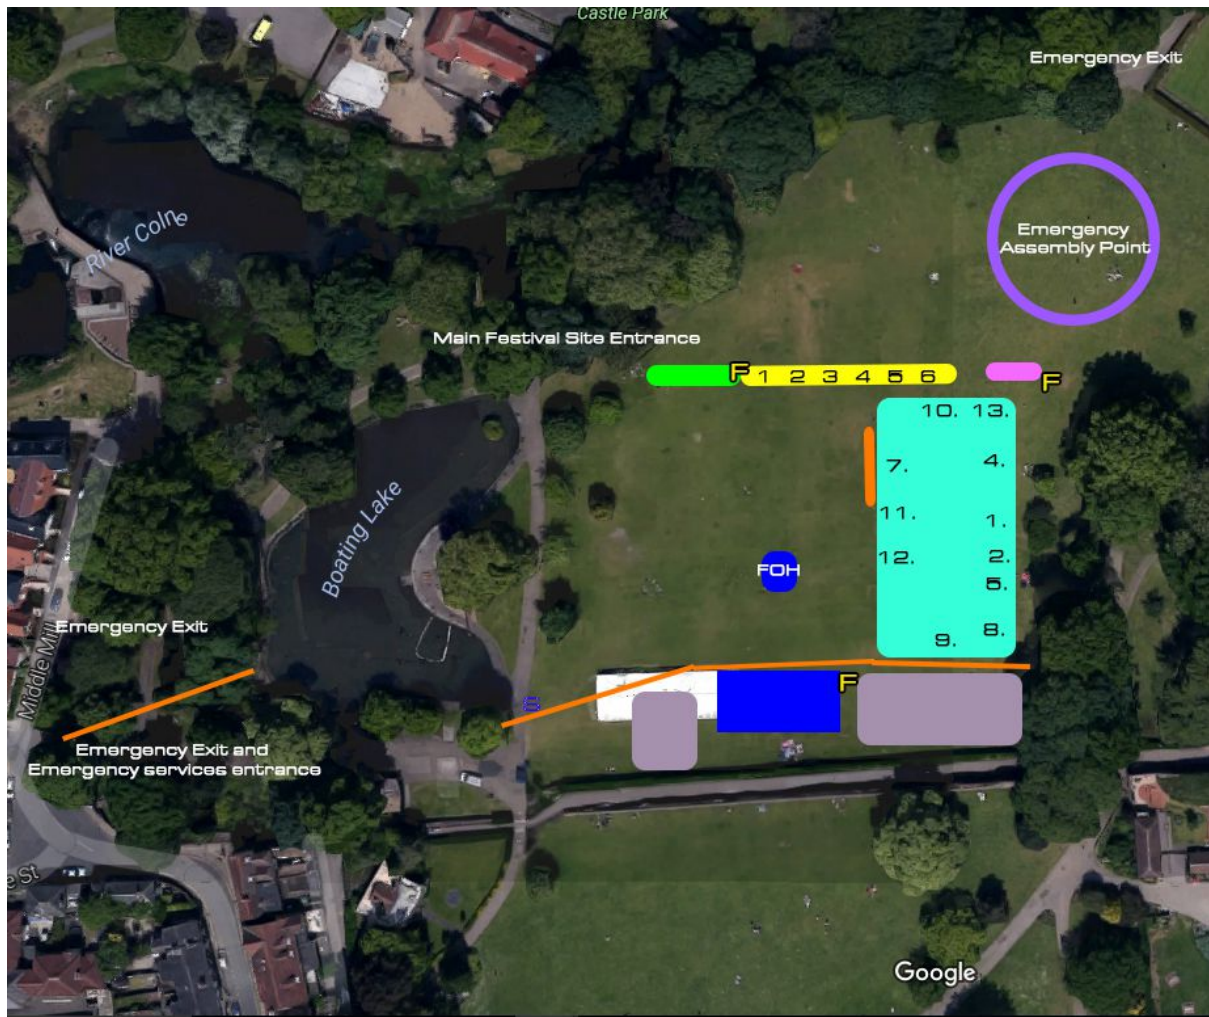 Castle Park
Emergency Exit
River Colne
Emergency
Assembly Point
Main Festival Site Entrance
F
1 2 3 4 5 6
F
10. 13.
7.
4.
11.
1.
12.
2.
5.
FOH
9.
8.
Boating Lake
Emergency Exit
Middle Mill
F
Emergency Exit and
Emergency services entrance
e St
Google